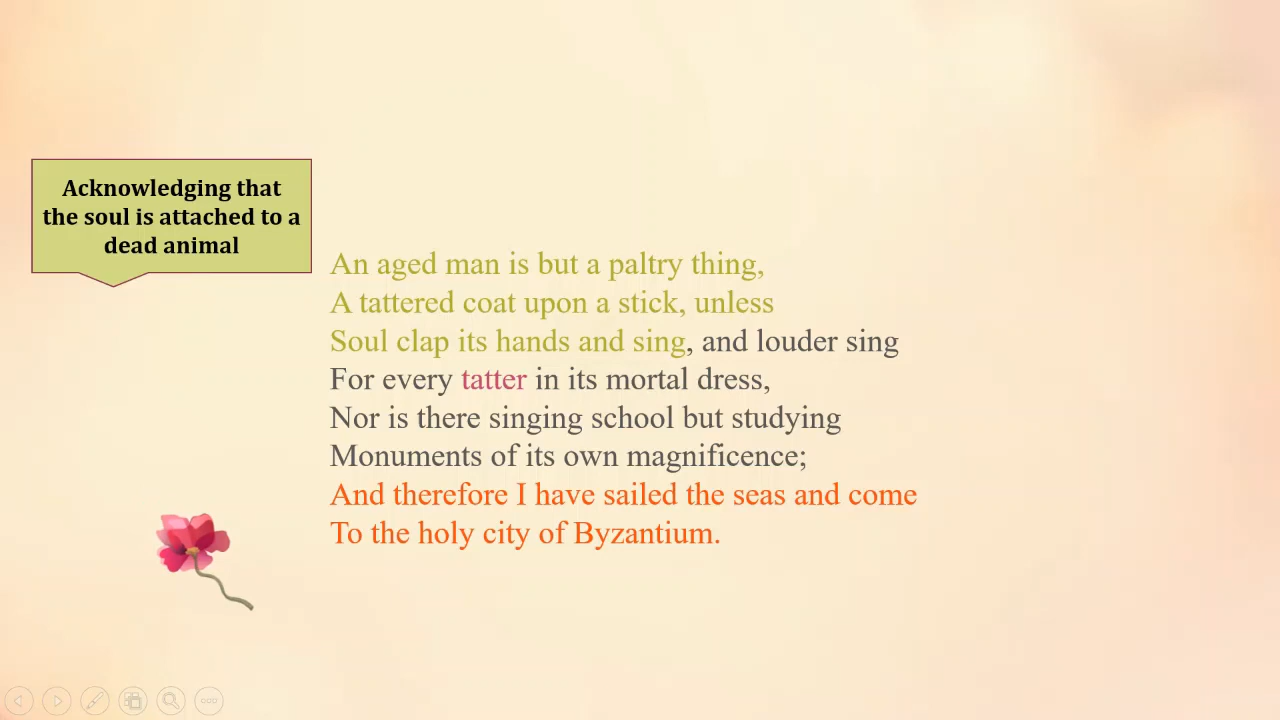 Acknowledging that
the soul is attached to a
dead animal
An aged man is but a paltry thing,
A tattered coat upon a stick, unless
Soul clap its hands and sing, and louder sing
For every tatter in its mortal dress,
Nor is there singing school but studying
Monuments of its own magnificence;
And therefore I have sailed the seas and come
To the holy city of Byzantium.